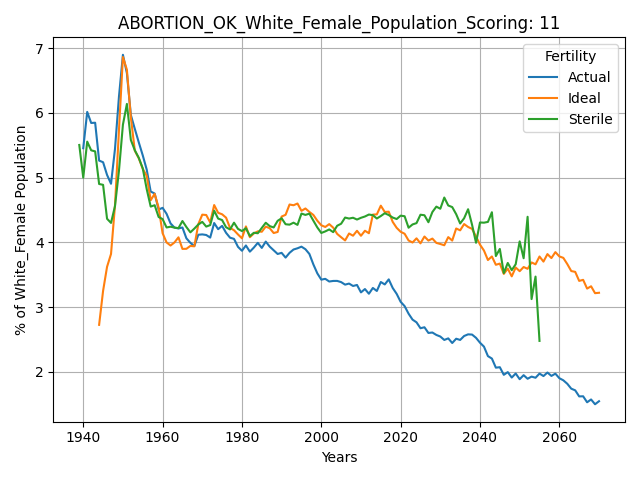 ABORTION_OK_White_Female_Population_Scoring: 11
Fertility
Actual
Ideal
Sterile
% of White_Female Population
7
6
5
4
3
2
1940
1960
1980
2000
2020
2040
2060
Years